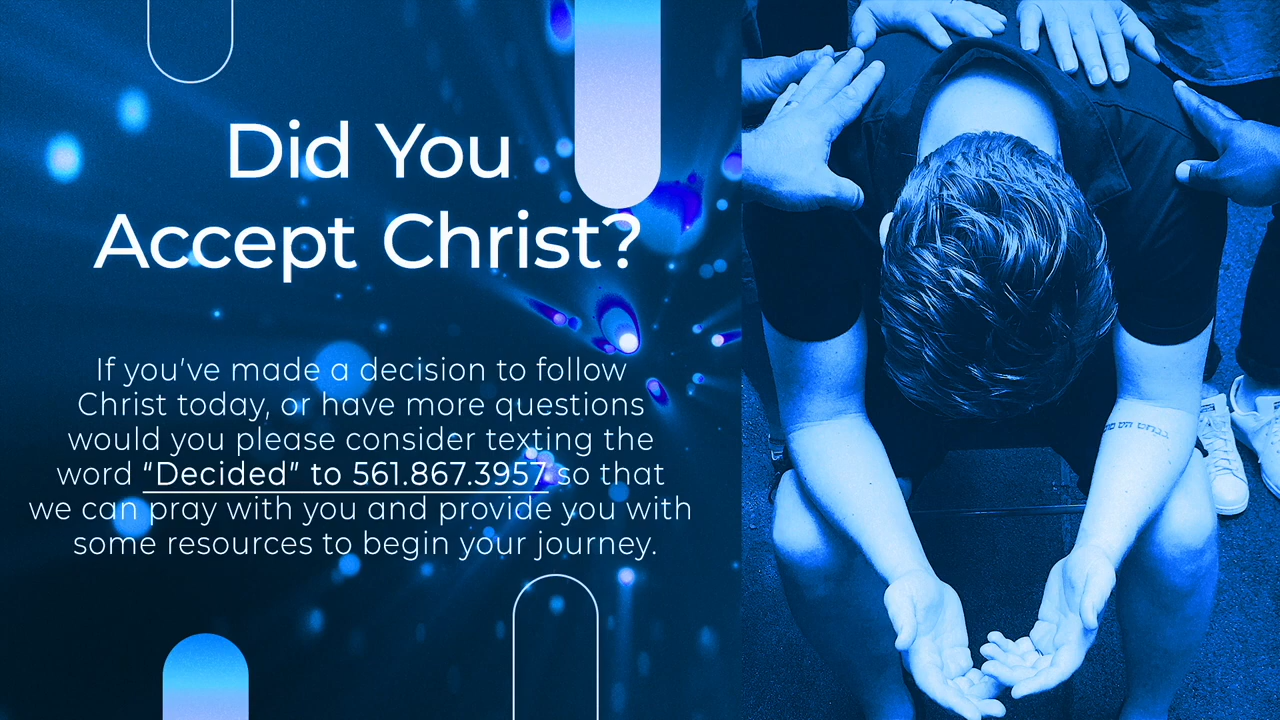 Did You
Accept Christ?
If you've made a decision to follow
Christ today, or have more questions
would you please consider texting the
word “Decided” to 561.867.3957 so that
we can pray with you and provide you with
some resources to begin your journey.